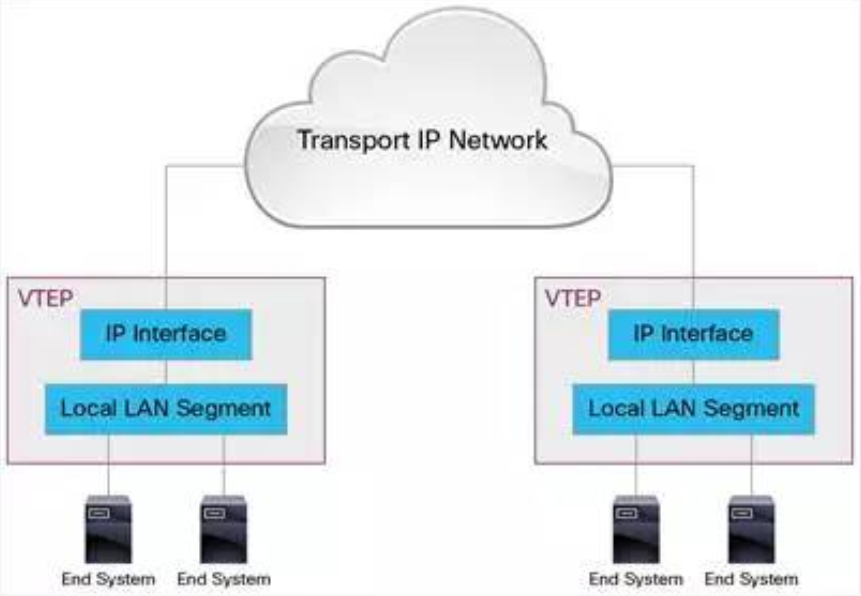 Transport IP Network
VTEP
IP Interface
Local LAN Segment
End System
End System
VTEP
IP Interface
Local LAN Segment
End System
End System